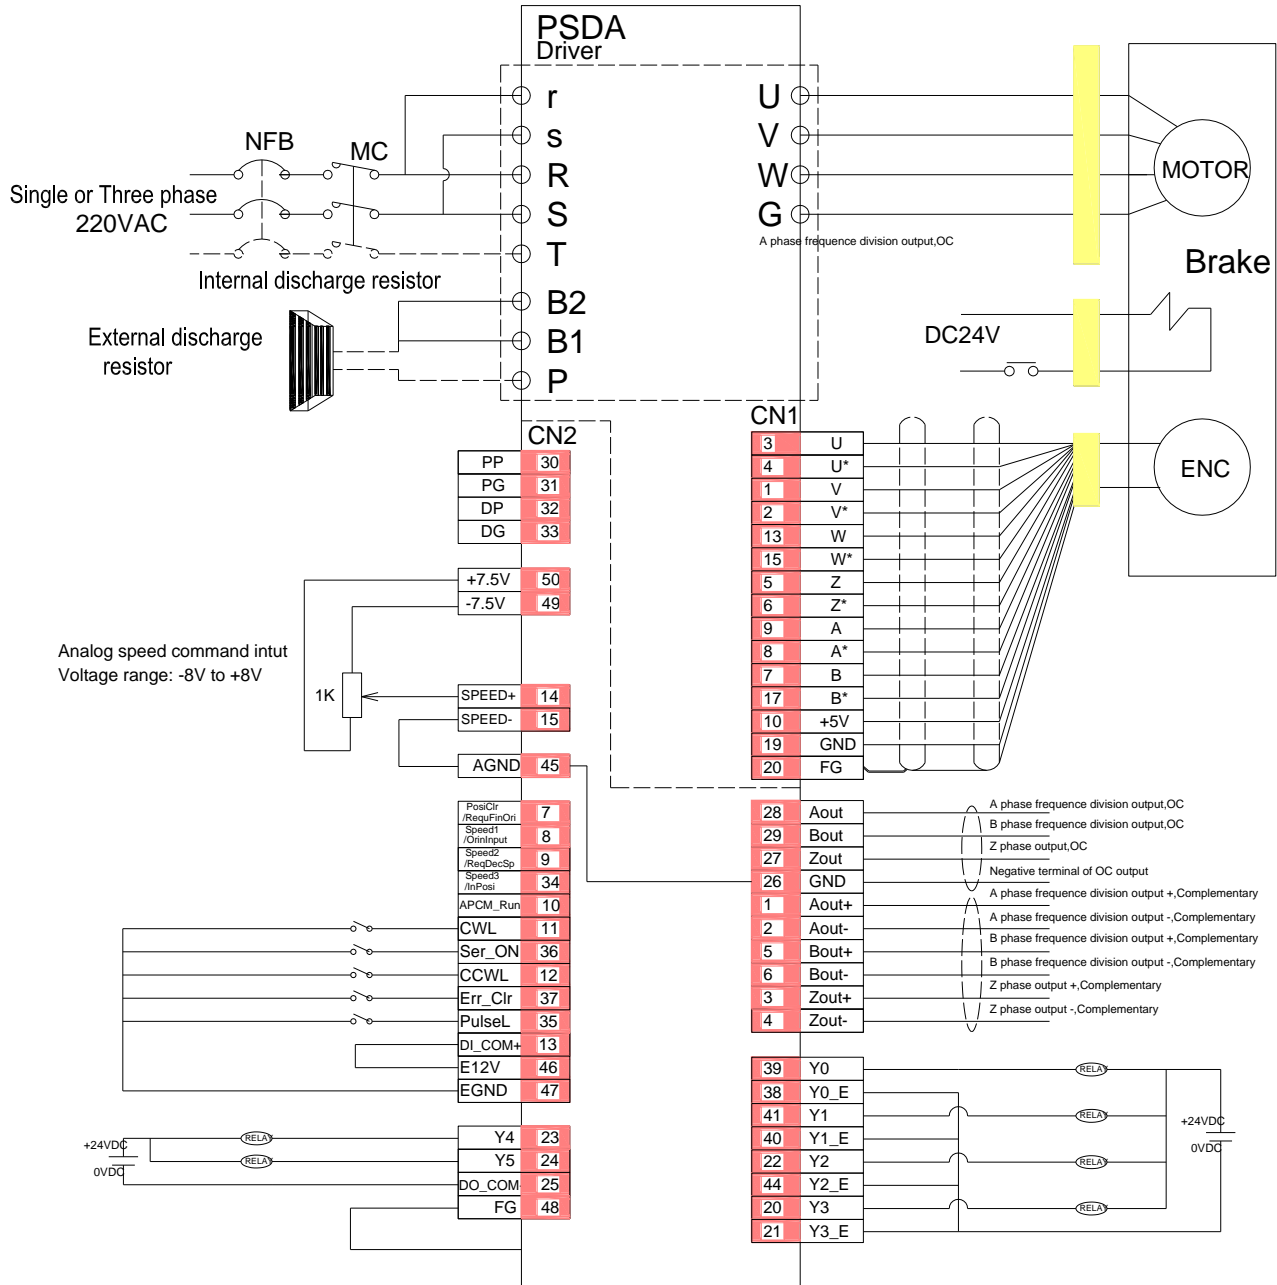 PSDA
Driver
r
s
R
S
T
B2
B1
P
U
V
W
G
A phase frequence division output,OC
NFB
MC
Single or Three phase
220VAC
Internal discharge resistor
External discharge
resistor
MOTOR
Brake
DC24V
ENC
CN2
PP 30
PG 31
DP 32
DG 33
+7.5V 50
-7.5V 49
Analog speed command intut
Voltage range: -8V to +8V
1K
SPEED+ 14
SPEED- 15
AGND 45
PosiClr
/RequFinOri 7
Speed1
/OrinInput 8
Speed2
/ReqDecSp 9
Speed3
/InPosi 34
APCM_Run 10
CWL 11
Ser_ON 36
CCWL 12
Err_Clr 37
PulseL 35
DI_COM+ 13
E12V 46
EGND 47
+24VDC
0VDC
RELAY
RELAY
Y4 23
Y5 24
DO_COM- 25
FG 48
CN1
3 U
4 U*
1 V
2 V*
13 W
15 W*
5 Z
6 Z*
9 A
8 A*
7 B
17 B*
10 +5V
19 GND
20 FG
28 Aout A phase frequence division output,OC
29 Bout B phase frequence division output,OC
27 Zout Z phase output,OC
26 GND Negative terminal of OC output
1 Aout+ A phase frequence division output +,Complementary
2 Aout- A phase frequence division output -,Complementary
5 Bout+ B phase frequence division output +,Complementary
6 Bout- B phase frequence division output -,Complementary
3 Zout+ Z phase output +,Complementary
4 Zout- Z phase output -,Complementary
39 Y0 RELAY
38 Y0_E
41 Y1 RELAY
40 Y1_E
22 Y2 RELAY
44 Y2_E
20 Y3 RELAY
21 Y3_E
+24VDC
0VDC